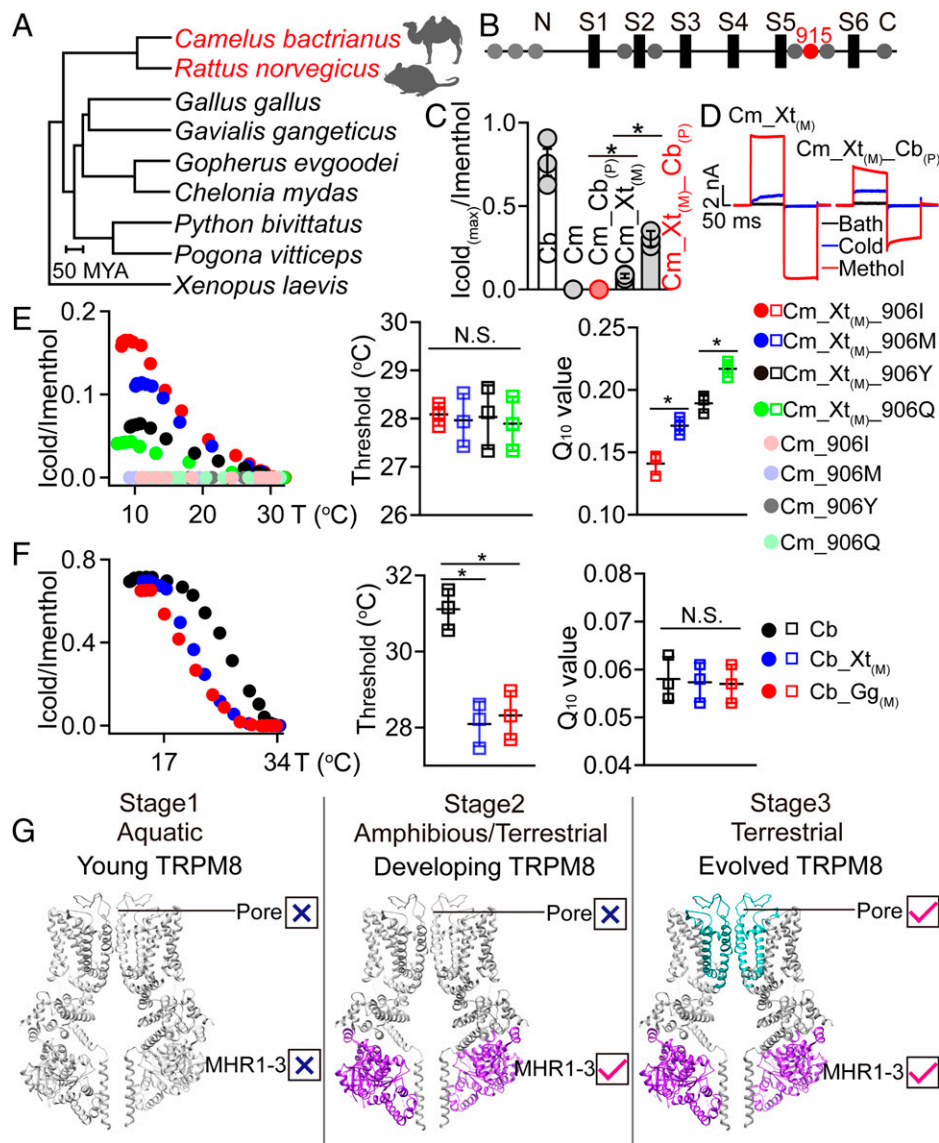 A
Camelus bactrianus
Rattus norvegicus
Gallus gallus
Gavialis gangeticus
Gopherus evgoodei
Chelonia mydas
Python bivittatus
Pogona vitticeps
Xenopus laevis
50 MYA
B
N S1 S2 S3 S4 S5 S6 C
915
C
Icold(max)/Imenthol
1.0
0.5
0.0
Cb
Cm
Cm_Cb(P)
Cm_Xt(M)
Cm_Xt(M)_Cb(P)
*
*
D
Cm_Xt(M)
Cm_Xt(M)_Cb(P)
2 nA
50 ms
Bath
Cold
Methol
E
Icold/Imenthol
0.2
0.1
0.0
10 20 30 T (oC)
Threshold (oC)
30
29
28
27
26
N.S.
Q10 value
0.25
0.20
0.15
0.10
*
*
Cm_Xt(M)_906I
Cm_Xt(M)_906M
Cm_Xt(M)_906Y
Cm_Xt(M)_906Q
Cm_906I
Cm_906M
Cm_906Y
Cm_906Q
F
Icold/Imenthol
0.8
0.4
0.0
17 34 T (oC)
Threshold (oC)
32
30
28
*
*
Q10 value
0.08
0.07
0.06
0.05
0.04
N.S.
Cb
Cb_Xt(M)
Cb_Gg(M)
G
Stage1
Aquatic
Young TRPM8
Pore
MHR1-3
Stage2
Amphibious/Terrestrial
Developing TRPM8
Pore
MHR1-3
Stage3
Terrestrial
Evolved TRPM8
Pore
MHR1-3